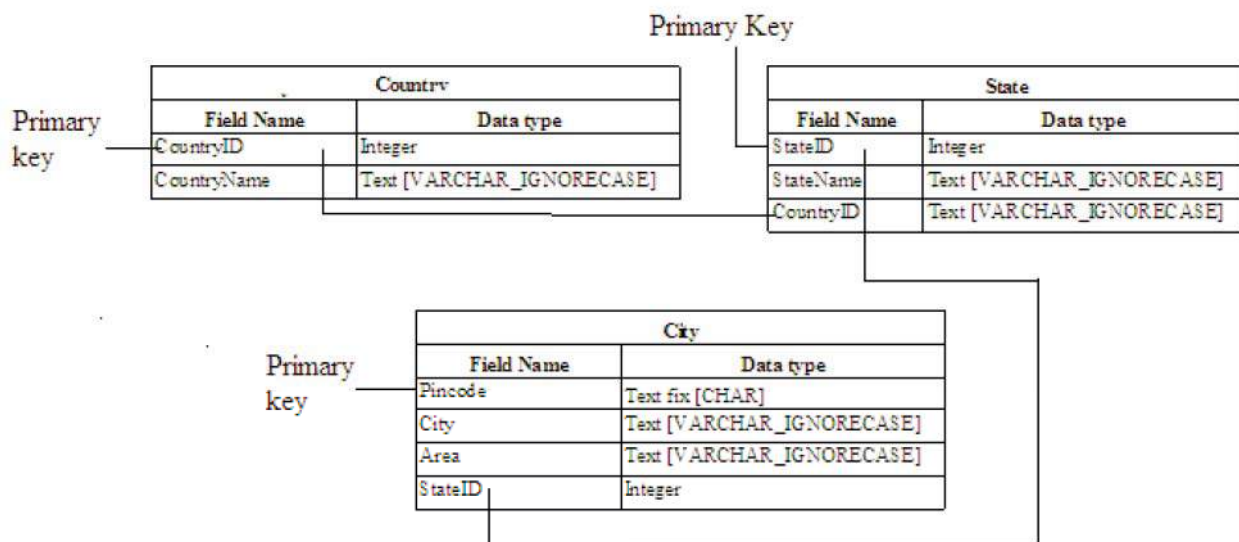 Primary Key
Country
Field Name Data type
Primary key
CountryID Integer
CountryName Text [VARCHAR_IGNORECASE]
State
Field Name Data type
StateID Integer
StateName Text [VARCHAR_IGNORECASE]
CountryID Text [VARCHAR_IGNORECASE]
City
Field Name Data type
Primary key
Pincode Text fix [CHAR]
City Text [VARCHAR_IGNORECASE]
Area Text [VARCHAR_IGNORECASE]
StateID Integer